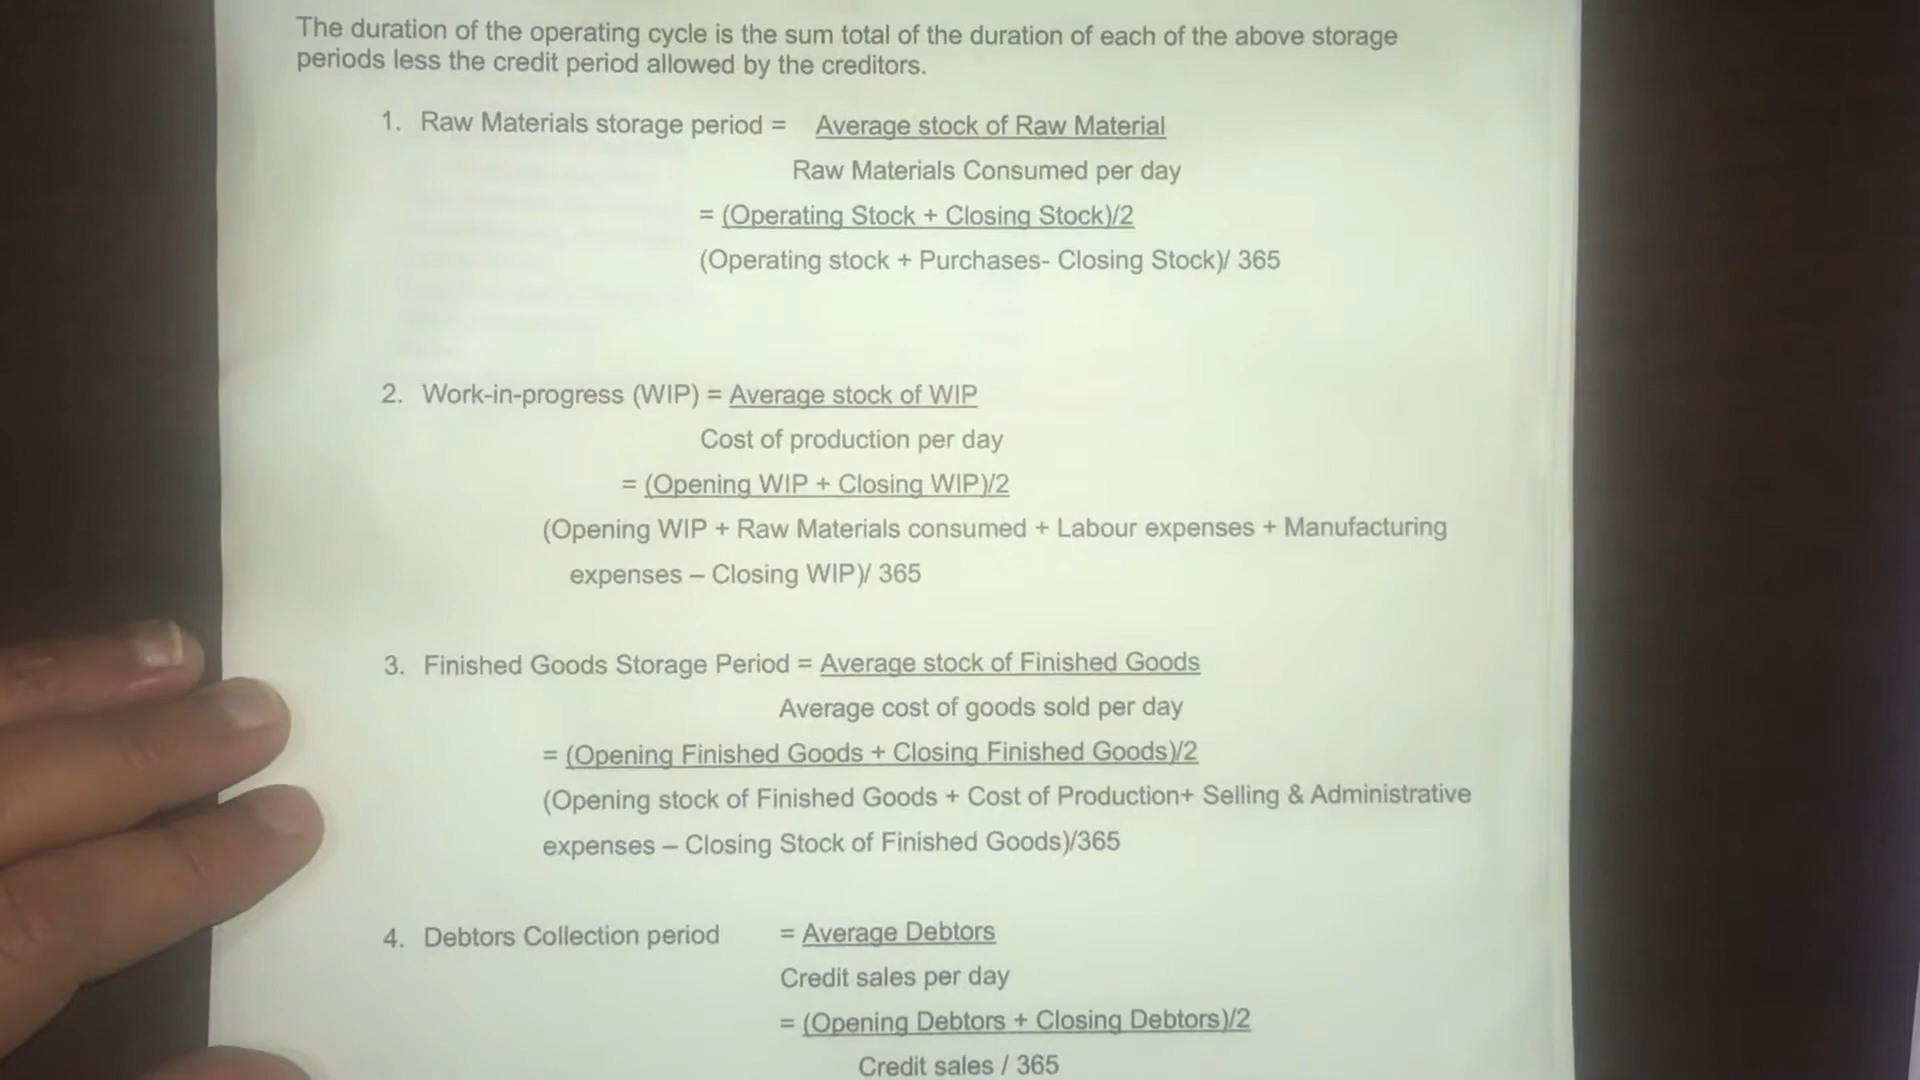 The duration of the operating cycle is the sum total of the duration of each of the above storage
periods less the credit period allowed by the creditors.
1. Raw Materials storage period = Average stock of Raw Material
Raw Materials Consumed per day
= (Operating Stock + Closing Stock)/2
(Operating stock + Purchases- Closing Stock)/ 365
2. Work-in-progress (WIP) = Average stock of WIP
Cost of production per day
= (Opening WIP + Closing WIP)/2
(Opening WIP + Raw Materials consumed + Labour expenses + Manufacturing
expenses – Closing WIP)/ 365
3. Finished Goods Storage Period = Average stock of Finished Goods
Average cost of goods sold per day
= (Opening Finished Goods + Closing Finished Goods)/2
(Opening stock of Finished Goods + Cost of Production+ Selling & Administrative
expenses – Closing Stock of Finished Goods)/365
4. Debtors Collection period = Average Debtors
Credit sales per day
= (Opening Debtors + Closing Debtors)/2
Credit sales / 365